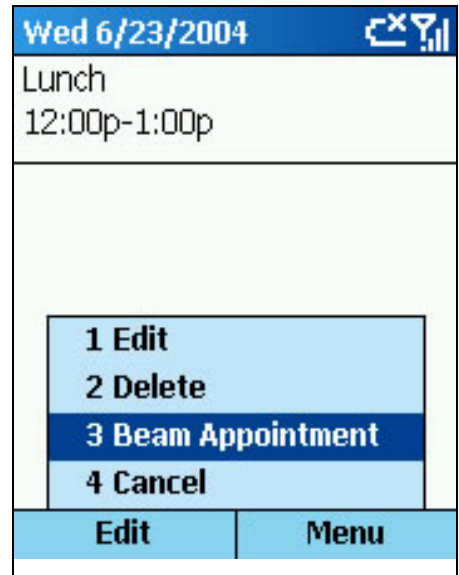 Wed 6/23/2004
Lunch
12:00p-1:00p
1 Edit
2 Delete
3 Beam Appointment
4 Cancel
Edit Menu